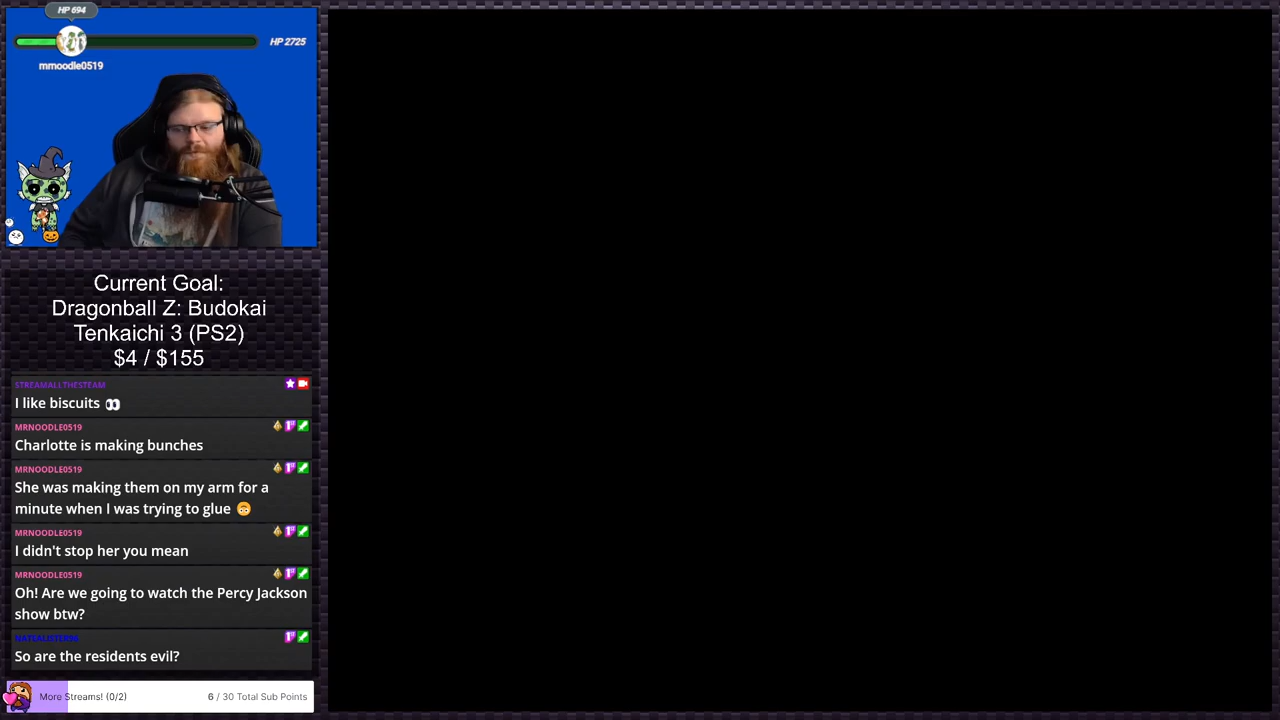 HP 694
HP 2725
mmoodle0519
Current Goal:
Dragonball Z: Budokai
Tenkaichi 3 (PS2)
$4 / $155
STREAMALLTHESTEAM
I like biscuits
MRNOODLE0519
Charlotte is making bunches
MRNOODLE0519
She was making them on my arm for a
minute when I was trying to glue
MRNOODLE0519
I didn't stop her you mean
MRNOODLE0519
Oh! Are we going to watch the Percy Jackson
show btw?
So are the residents evil?
More Streams! (0/2)
6 / 30 Total Sub Points